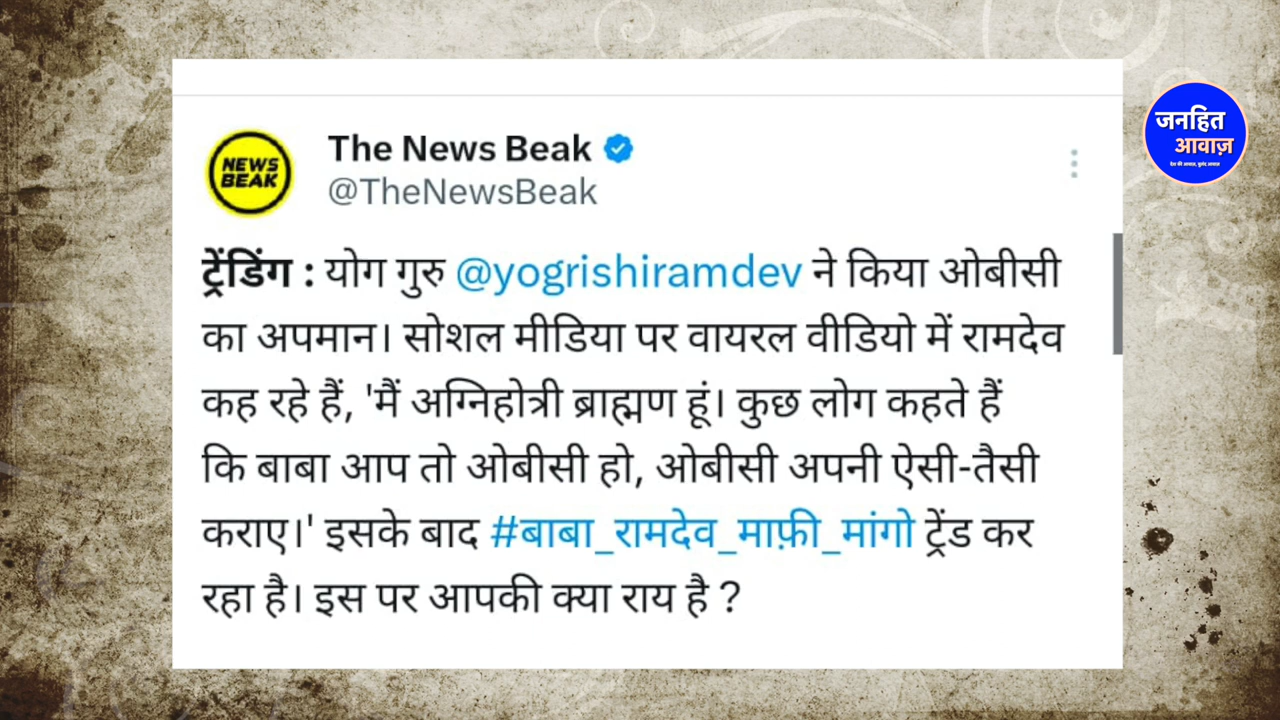 NEWS
BEAK
The News Beak
@TheNewsBeak
जनहित
आवाज़
ट्रेंडिंग : योग गुरु @yogrishiramdev ने किया ओबीसी
का अपमान। सोशल मीडिया पर वायरल वीडियो में रामदेव
कह रहे हैं, 'मैं अग्निहोत्री ब्राह्मण हूं। कुछ लोग कहते हैं
कि बाबा आप तो ओबीसी हो, ओबीसी अपनी ऐसी-तैसी
कराए।' इसके बाद #बाबा_रामदेव_माफ़ी_मांगो ट्रेंड कर
रहा है। इस पर आपकी क्या राय है ?